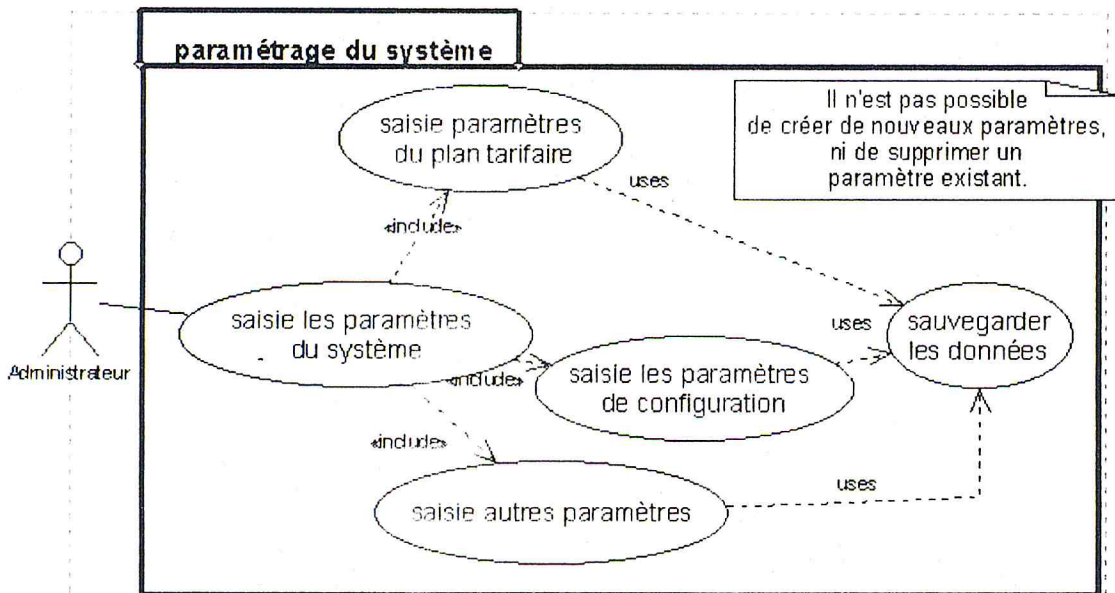 paramétrage du système
Il n'est pas possible
de créer de nouveaux paramètres,
ni de supprimer un
paramètre existant.
saisie paramètres
du plan tarifaire
uses
«include»
saisie les paramètres
du système
Administrateur
uses
sauvegarder
les données
«include»
saisie les paramètres
de configuration
«include»
saisie autres paramètres
uses